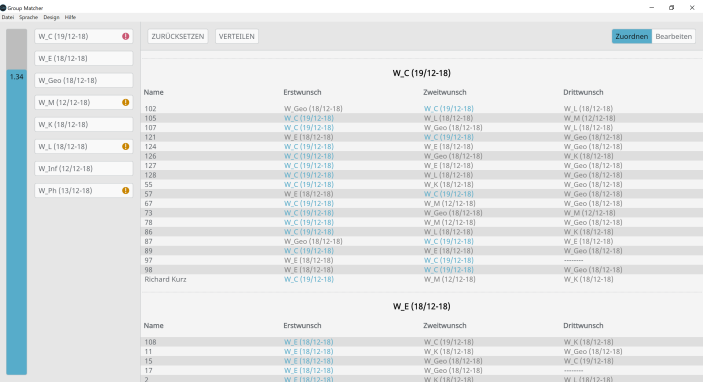 Group Matcher
Datei Sprache Design Hilfe
1.34
W_C (19/12-18)
W_E (18/12-18)
W_Geo (18/12-18)
W_M (12/12-18)
W_K (18/12-18)
W_L (18/12-18)
W_Inf (12/12-18)
W_Ph (13/12-18)
ZURÜCKSETZEN VERTEILEN Zuordnen Bearbeiten
W_C (19/12-18)
Name Erstwunsch Zweitwunsch Drittwunsch
102 W_Geo (18/12-18) W_C (19/12-18) W_L (18/12-18)
105 W_C (19/12-18) W_L (18/12-18) W_M (12/12-18)
107 W_C (19/12-18) W_Geo (18/12-18) W_L (18/12-18)
121 W_E (18/12-18) W_C (19/12-18) W_Geo (18/12-18)
124 W_C (19/12-18) W_E (18/12-18) W_Geo (18/12-18)
126 W_C (19/12-18) W_Geo (18/12-18) W_K (18/12-18)
127 W_C (19/12-18) W_E (18/12-18) W_Geo (18/12-18)
128 W_C (19/12-18) W_L (18/12-18) W_Geo (18/12-18)
55 W_C (19/12-18) W_K (18/12-18) W_Geo (18/12-18)
57 W_E (18/12-18) W_C (19/12-18) W_Geo (18/12-18)
67 W_C (19/12-18) W_M (12/12-18) W_Geo (18/12-18)
73 W_C (19/12-18) W_Geo (18/12-18) W_M (12/12-18)
78 W_C (19/12-18) W_M (12/12-18) W_Geo (18/12-18)
86 W_C (19/12-18) W_L (18/12-18) W_K (18/12-18)
87 W_Geo (18/12-18) W_C (19/12-18) W_E (18/12-18)
89 W_C (19/12-18) W_E (18/12-18) W_Geo (18/12-18)
97 W_E (18/12-18) W_C (19/12-18) --------
98 W_E (18/12-18) W_C (19/12-18) W_Geo (18/12-18)
Richard Kurz W_C (19/12-18) W_M (12/12-18) W_K (18/12-18)
W_E (18/12-18)
Name Erstwunsch Zweitwunsch Drittwunsch
108 W_E (18/12-18) W_C (19/12-18) W_K (18/12-18)
11 W_E (18/12-18) W_K (18/12-18) W_Geo (18/12-18)
15 W_E (18/12-18) W_Geo (18/12-18) W_C (19/12-18)
17 W_E (18/12-18) W_Geo (18/12-18) --------
2 W_E (18/12-18) W_K (18/12-18) W_L (18/12-18)